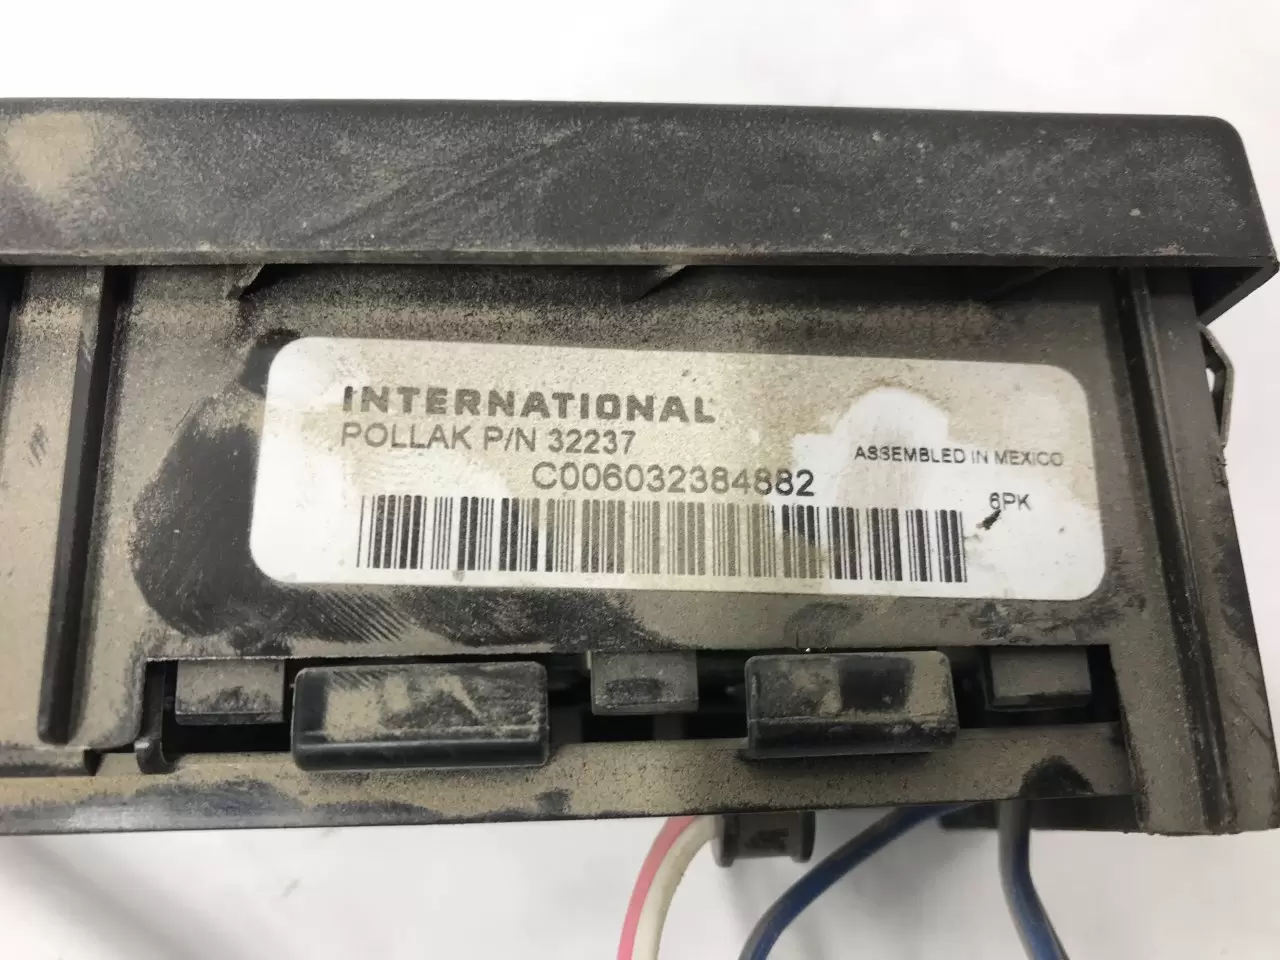 INTERNATIONAL
POLLAK P/N 32237
ASSEMBLED IN MEXICO
C006032384882
6PK